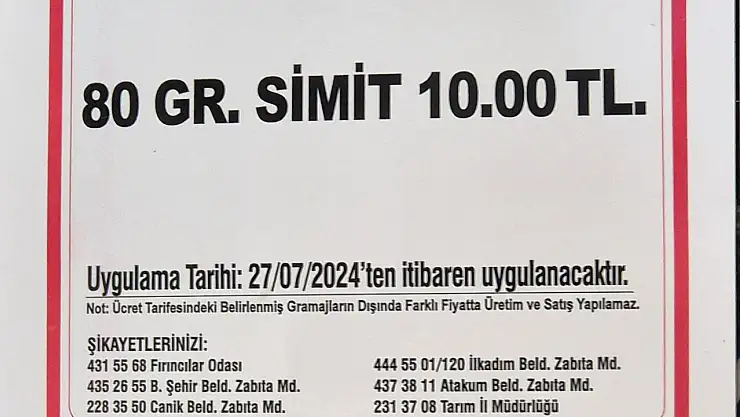 80 GR. SİMİT 10.00 TL.
Uygulama Tarihi: 27/07/2024'ten itibaren uygulanacaktır.
Not: Ücret Tarifesindeki Belirlenmiş Gramajların Dışında Farklı Fiyatta Üretim ve Satış Yapılamaz.
ŞİKAYETLERİNİZİ:
431 55 68 Fırıncılar Odası
435 26 55 B. Şehir Beld. Zabıta Md.
228 35 50 Canik Beld. Zabıta Md.
444 55 01/120 İlkadım Beld. Zabıta Md.
437 38 11 Atakum Beld. Zabıta Md.
231 37 08 Tarım İl Müdürlüğü